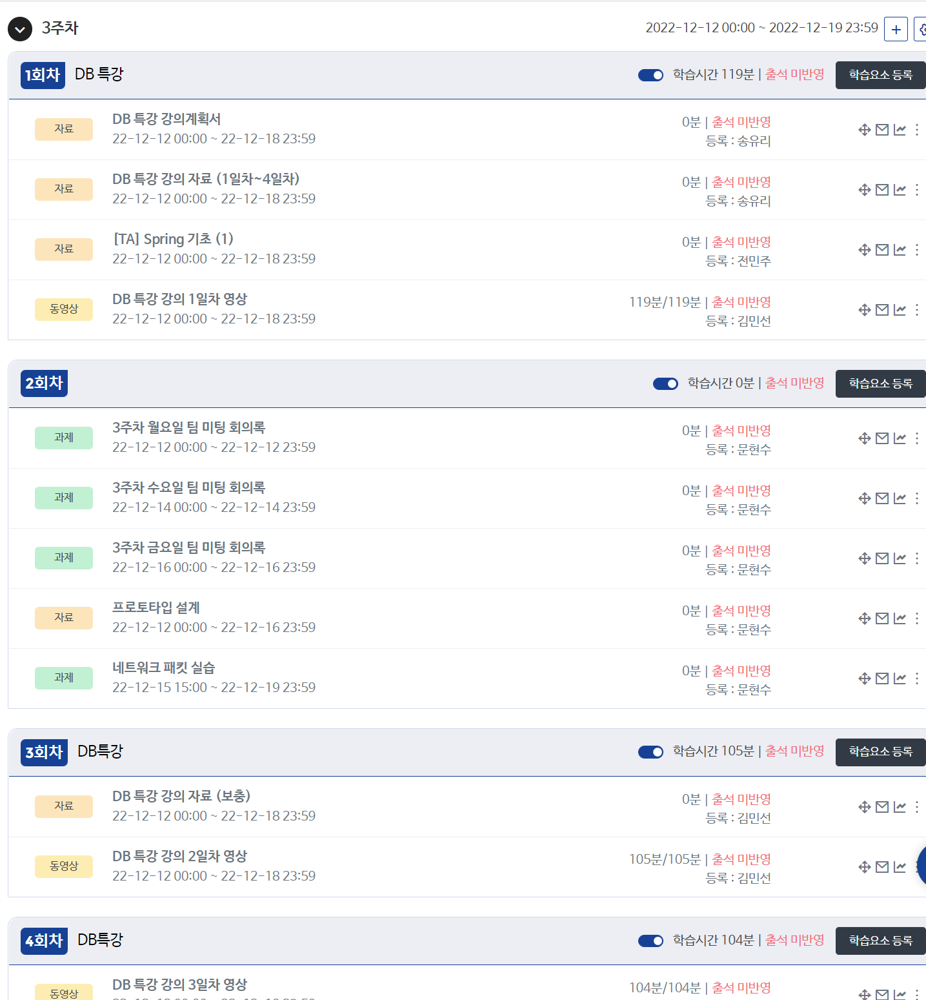 3주차
2022-12-12 00:00 ~ 2022-12-19 23:59
1회차 DB 특강
학습시간 119분 | 출석 미반영 학습요소 등록
자료
DB 특강 강의계획서
22-12-12 00:00 ~ 22-12-18 23:59
0분 | 출석 미반영
등록 : 송유리
자료
DB 특강 강의 자료 (1일차~4일차)
22-12-12 00:00 ~ 22-12-18 23:59
0분 | 출석 미반영
등록 : 송유리
자료
[TA] Spring 기초 (1)
22-12-12 00:00 ~ 22-12-18 23:59
0분 | 출석 미반영
등록 : 전민주
동영상
DB 특강 강의 1일차 영상
22-12-12 00:00 ~ 22-12-18 23:59
119분/119분 | 출석 미반영
등록 : 김민선
2회차
학습시간 0분 | 출석 미반영 학습요소 등록
과제
3주차 월요일 팀 미팅 회의록
22-12-12 00:00 ~ 22-12-12 23:59
0분 | 출석 미반영
등록 : 문현수
과제
3주차 수요일 팀 미팅 회의록
22-12-14 00:00 ~ 22-12-14 23:59
0분 | 출석 미반영
등록 : 문현수
과제
3주차 금요일 팀 미팅 회의록
22-12-16 00:00 ~ 22-12-16 23:59
0분 | 출석 미반영
등록 : 문현수
자료
프로토타입 설계
22-12-12 00:00 ~ 22-12-16 23:59
0분 | 출석 미반영
등록 : 문현수
과제
네트워크 패킷 실습
22-12-15 15:00 ~ 22-12-19 23:59
0분 | 출석 미반영
등록 : 문현수
3회차 DB특강
학습시간 105분 | 출석 미반영 학습요소 등록
자료
DB 특강 강의 자료 (보충)
22-12-12 00:00 ~ 22-12-18 23:59
0분 | 출석 미반영
등록 : 김민선
동영상
DB 특강 강의 2일차 영상
22-12-12 00:00 ~ 22-12-18 23:59
105분/105분 | 출석 미반영
등록 : 김민선
4회차 DB특강
학습시간 104분 | 출석 미반영 학습요소 등록
동영상
DB 특강 강의 3일차 영상
104분/104분 | 출석 미반영